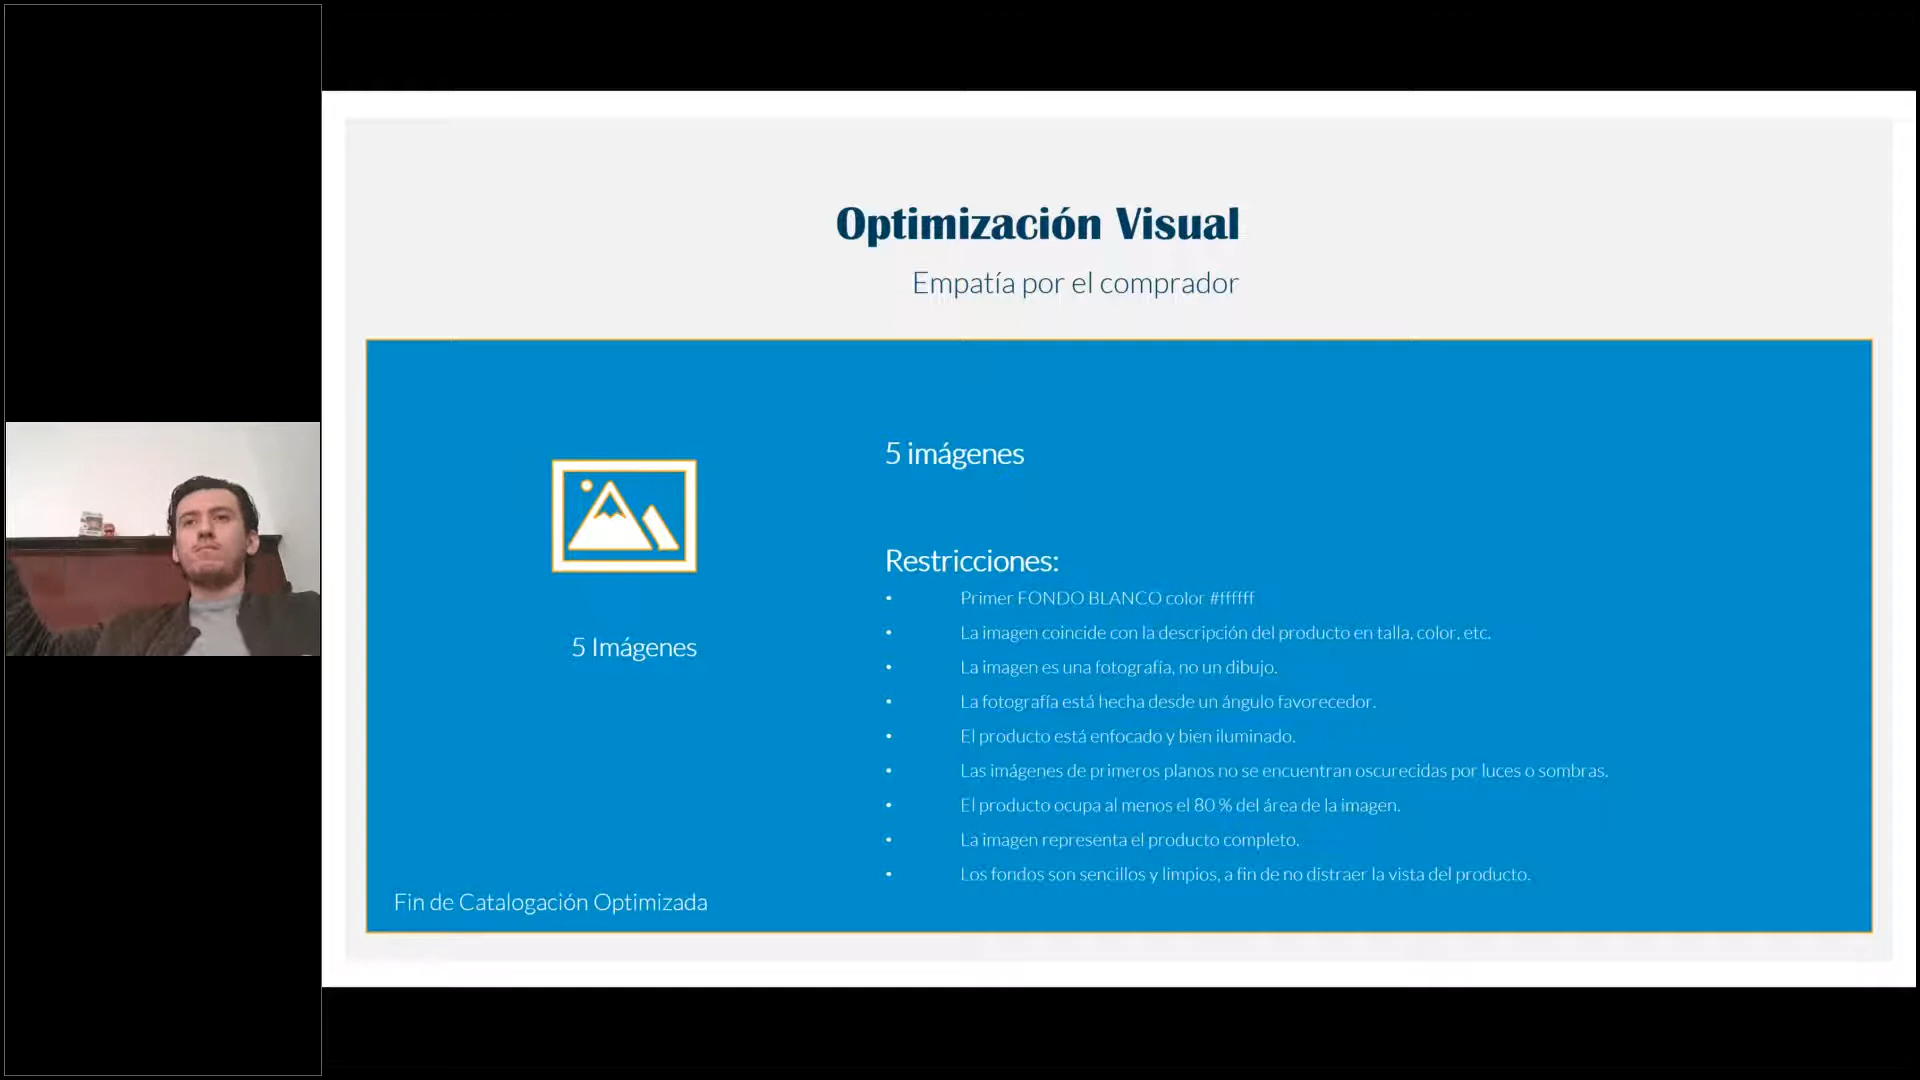 Optimización Visual
Empatía por el comprador
5 Imágenes
5 imágenes
Restricciones:
• Primer FONDO BLANCO color #ffffff
• La imagen coincide con la descripción del producto en talla, color, etc.
• La imagen es una fotografía, no un dibujo.
• La fotografía está hecha desde un ángulo favorecedor.
• El producto está enfocado y bien iluminado.
• Las imágenes de primeros planos no se encuentran oscurecidas por luces o sombras.
• El producto ocupa al menos el 80 % del área de la imagen.
• La imagen representa el producto completo.
• Los fondos son sencillos y limpios, a fin de no distraer la vista del producto.
Fin de Catalogación Optimizada